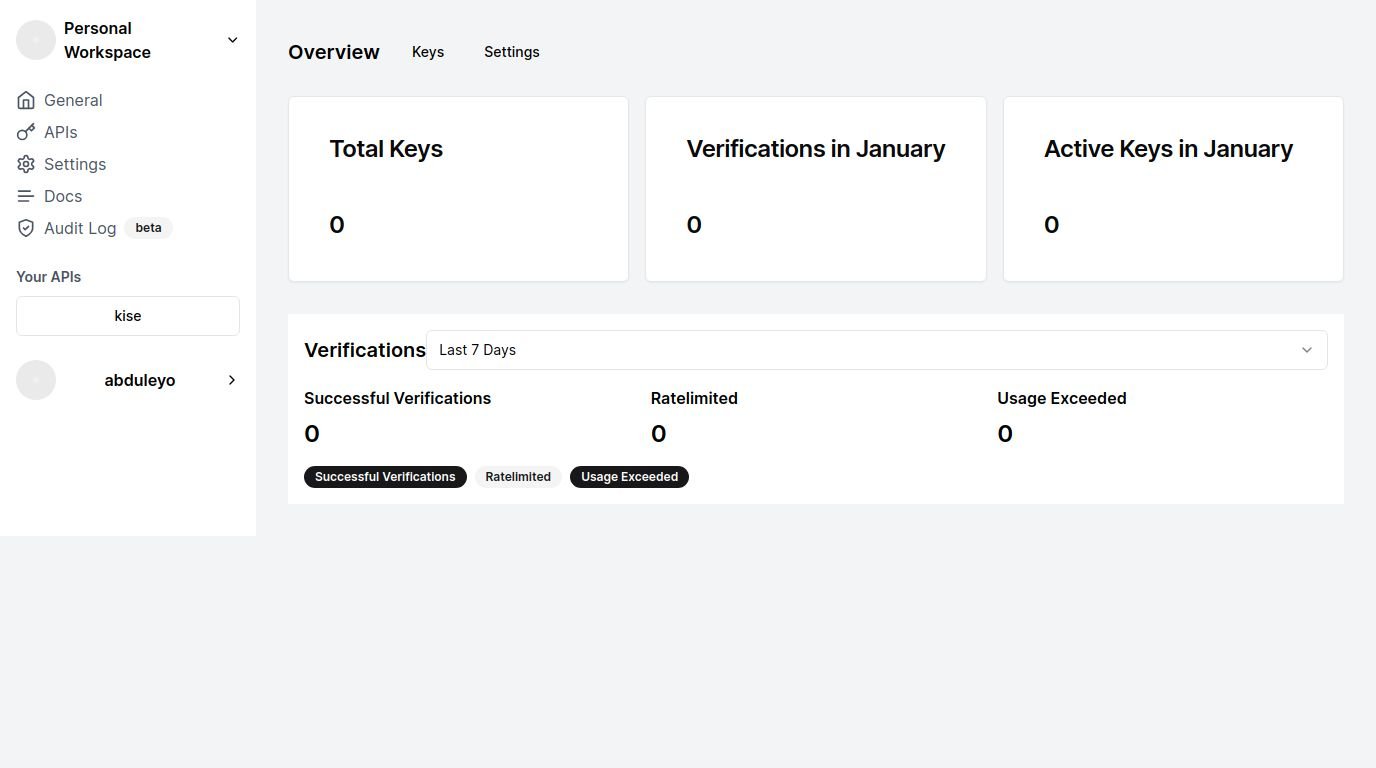 Personal
Workspace
General
APIs
Settings
Docs
Audit Log beta
Your APIs
kise
abduleyo
Overview Keys Settings
Total Keys
0
Verifications in January
0
Active Keys in January
0
Verifications Last 7 Days
Successful Verifications Ratelimited Usage Exceeded
0 0 0
Successful Verifications Ratelimited Usage Exceeded